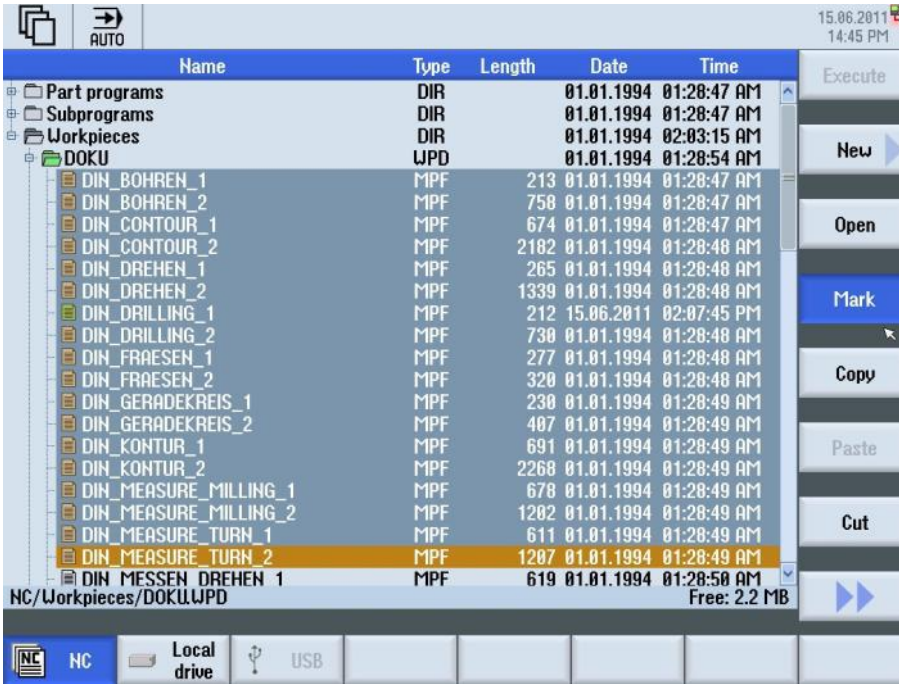 AUTO
15.06.2011
14:45 PM
Name Type Length Date Time
Part programs DIR 01.01.1994 01:28:47 AM
Subprograms DIR 01.01.1994 01:28:47 AM
Workpieces DIR 01.01.1994 02:03:15 AM
DOKU WPD 01.01.1994 01:28:54 AM
DIN_BOHREN_1 MPF 213 01.01.1994 01:28:47 AM
DIN_BOHREN_2 MPF 758 01.01.1994 01:28:47 AM
DIN_CONTOUR_1 MPF 674 01.01.1994 01:28:47 AM
DIN_CONTOUR_2 MPF 2182 01.01.1994 01:28:48 AM
DIN_DREHEN_1 MPF 265 01.01.1994 01:28:48 AM
DIN_DREHEN_2 MPF 1339 01.01.1994 01:28:48 AM
DIN_DRILLING_1 MPF 212 15.06.2011 02:07:45 PM
DIN_DRILLING_2 MPF 730 01.01.1994 01:28:48 AM
DIN_FRAESEN_1 MPF 277 01.01.1994 01:28:48 AM
DIN_FRAESEN_2 MPF 320 01.01.1994 01:28:48 AM
DIN_GERADEKREIS_1 MPF 230 01.01.1994 01:28:49 AM
DIN_GERADEKREIS_2 MPF 407 01.01.1994 01:28:49 AM
DIN_KONTUR_1 MPF 691 01.01.1994 01:28:49 AM
DIN_KONTUR_2 MPF 2268 01.01.1994 01:28:49 AM
DIN_MEASURE_MILLING_1 MPF 678 01.01.1994 01:28:49 AM
DIN_MEASURE_MILLING_2 MPF 1202 01.01.1994 01:28:49 AM
DIN_MEASURE_TURN_1 MPF 611 01.01.1994 01:28:49 AM
DIN_MEASURE_TURN_2 MPF 1207 01.01.1994 01:28:49 AM
DIN_MESSEN_DREHEN_1 MPF 619 01.01.1994 01:28:50 AM
NC/Workpieces/DOKU.WPD Free: 2.2 MB
Execute
New
Open
Mark
Copy
Paste
Cut
NC NC
Local
drive
USB